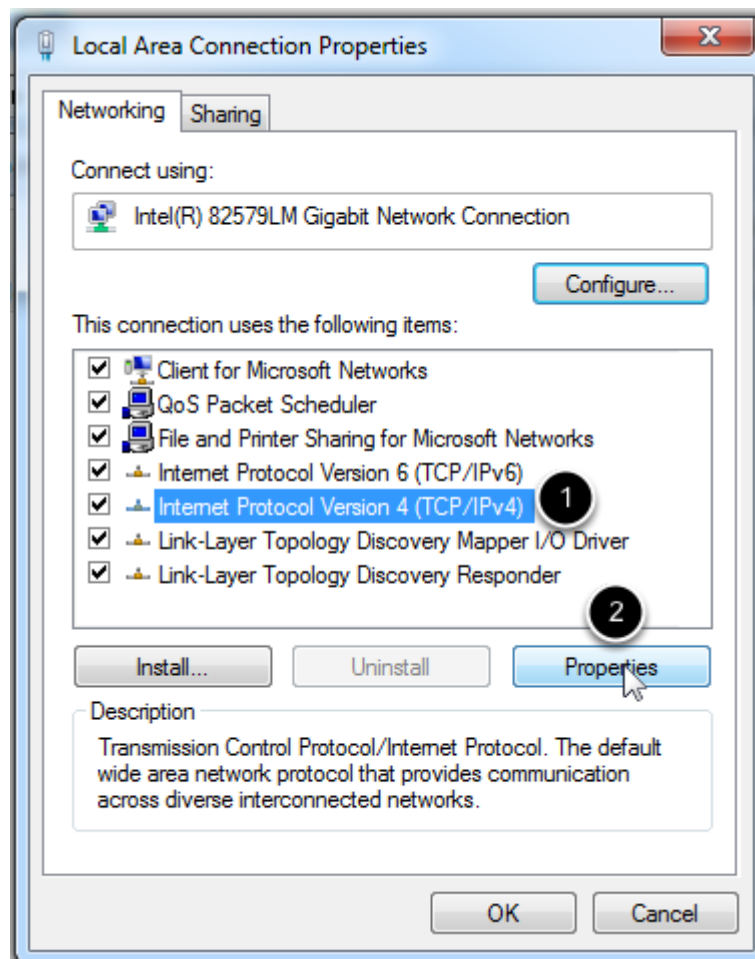 Local Area Connection Properties
Networking
Sharing
Connect using:
Intel(R) 82579LM Gigabit Network Connection
Configure...
This connection uses the following items:
Client for Microsoft Networks
QoS Packet Scheduler
File and Printer Sharing for Microsoft Networks
Internet Protocol Version 6 (TCP/IPv6)
Internet Protocol Version 4 (TCP/IPv4)
1
Link-Layer Topology Discovery Mapper I/O Driver
Link-Layer Topology Discovery Responder
2
Install...
Uninstall
Properties
Description
Transmission Control Protocol/Internet Protocol. The default
wide area network protocol that provides communication
across diverse interconnected networks.
OK
Cancel